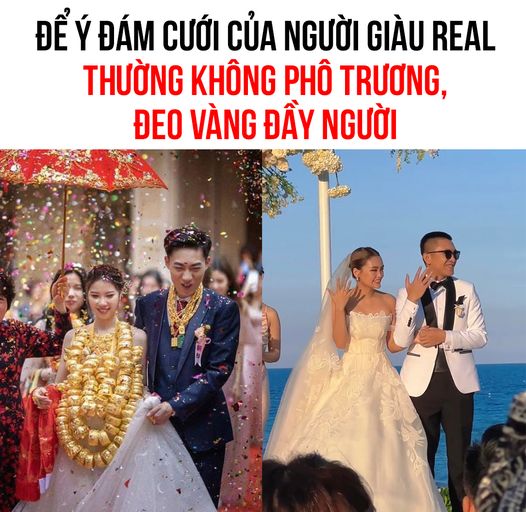 ĐỂ Ý ĐÁM CƯỚI CỦA NGƯỜI GIÀU REAL
THƯỜNG KHÔNG PHÔ TRƯƠNG,
ĐEO VÀNG ĐẦY NGƯỜI